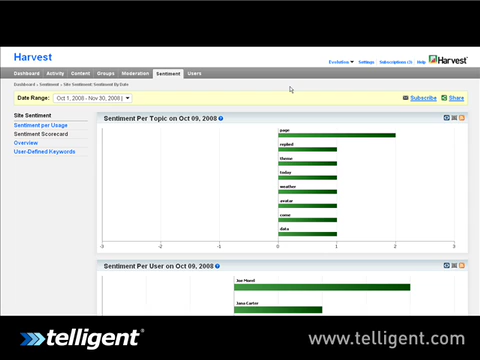 Harvest
Evolution Settings Subscriptions (3) Help Harvest
Dashboard Activity Content Groups Moderation Sentiment Users
Dashboard Sentiment Site Sentiment: Sentiment By Date
Date Range: Oct 1, 2008 - Nov 30, 2008 Subscribe Share
Site Sentiment
Sentiment per Usage
Sentiment Scorecard
Overview
User-Defined Keywords
Sentiment Per Topic on Oct 09, 2008
page
replied
theme
today
weather
avatar
come
data
-3 -2 -1 0 1 2 3
Sentiment Per User on Oct 09, 2008
Joe Mund
Jana Carter
telligent
www.telligent.com